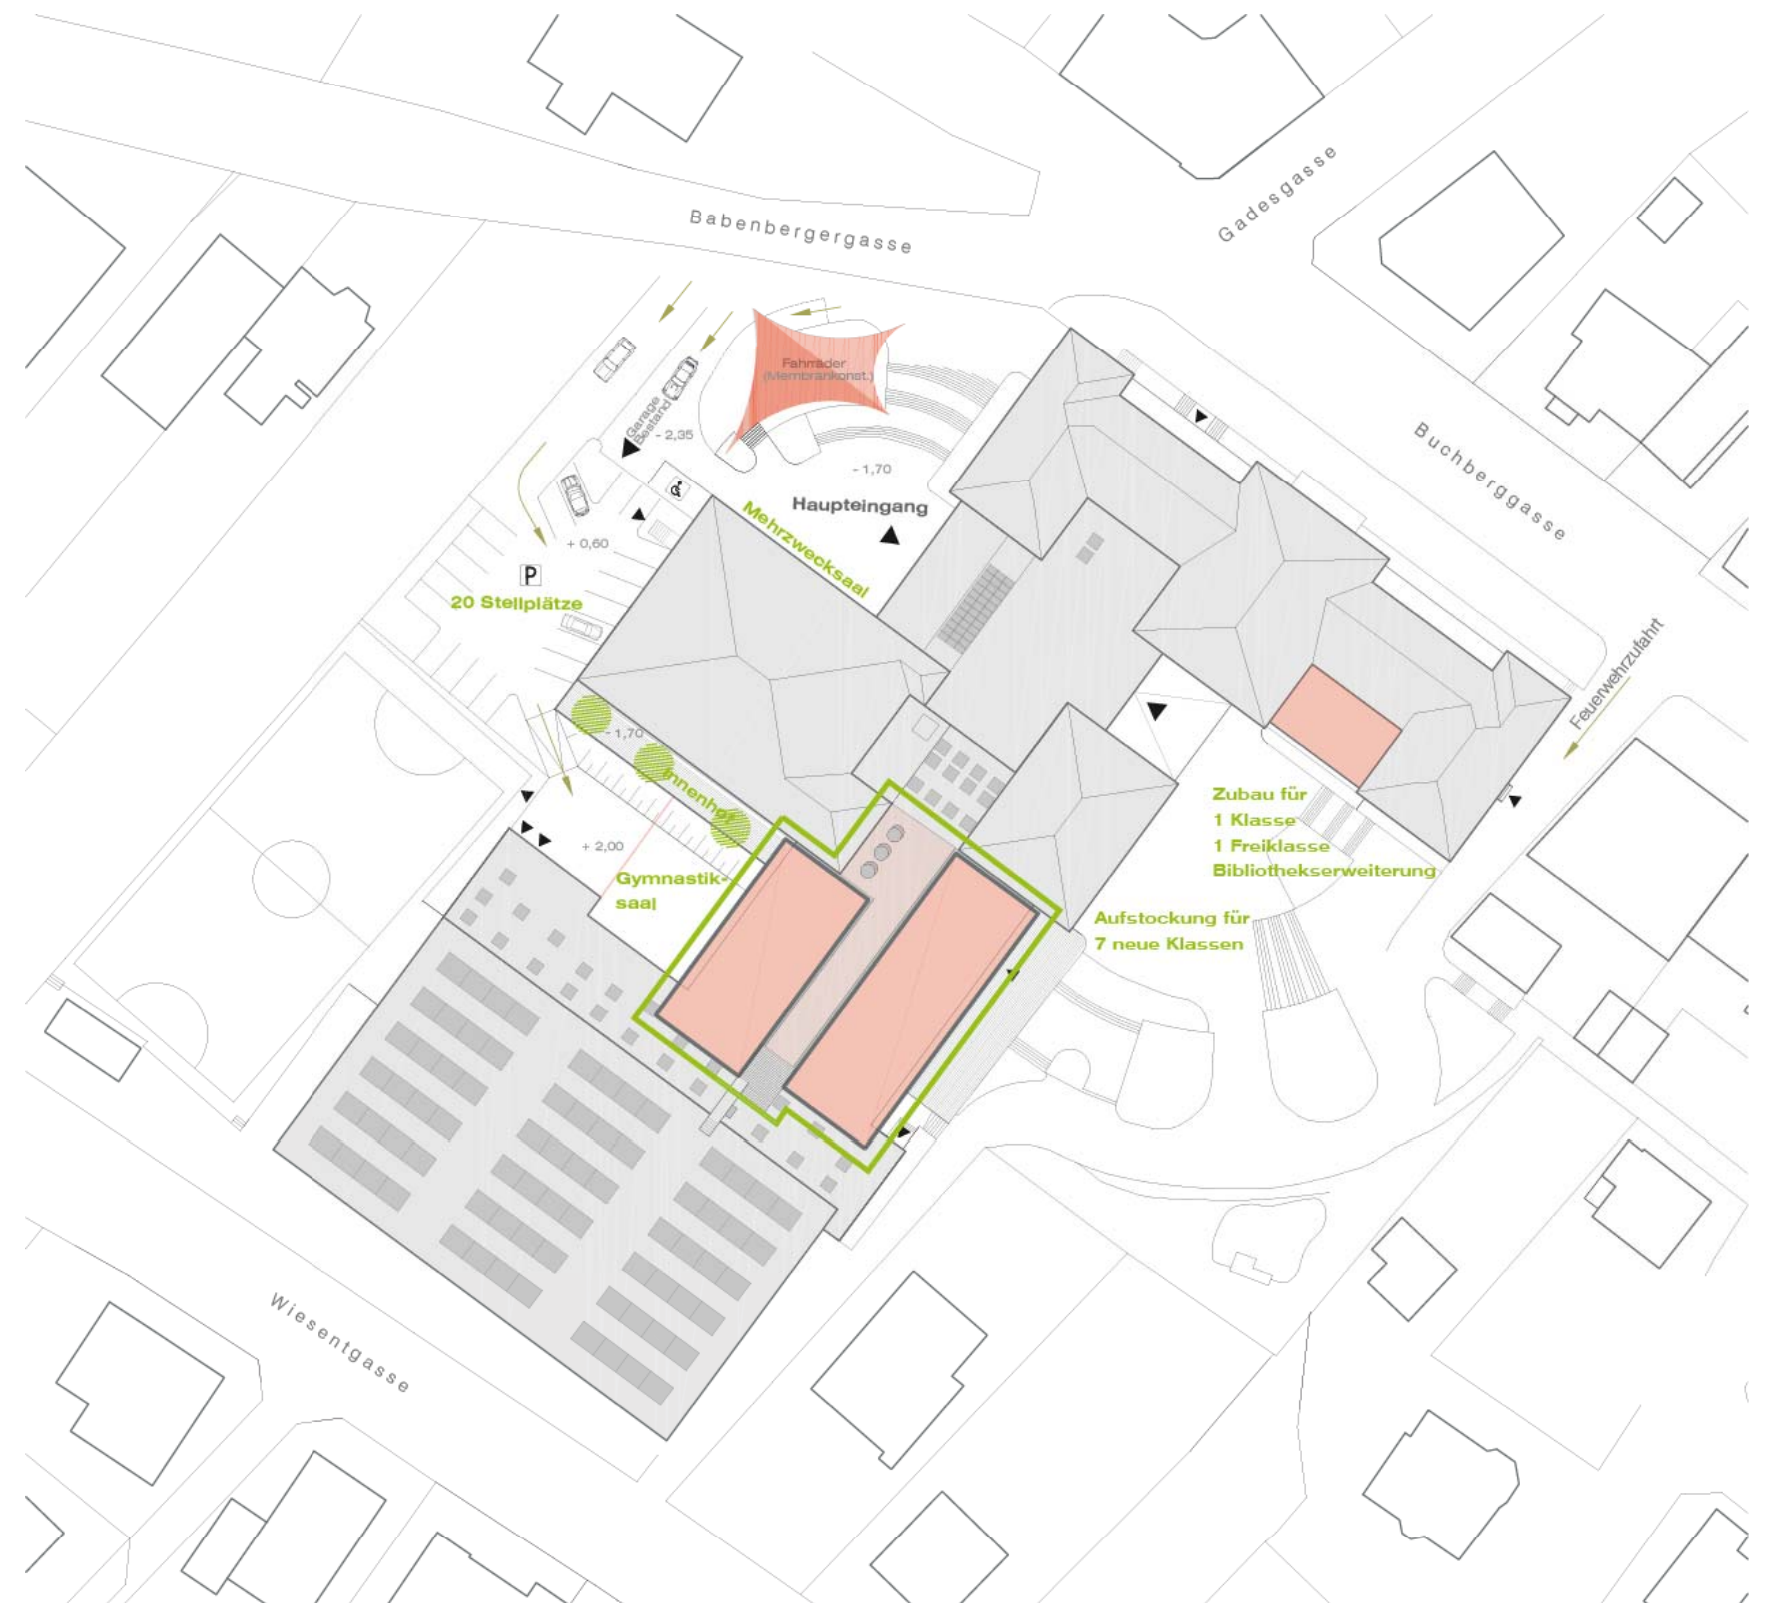 Babenbergergasse
Gadesgasse
Buchberggasse
Fahrräder
(Membrankonst.)
Garage
Bestand
- 2,35
- 1,70
Haupteingang
Mehrzwecksaal
+ 0,60
P
20 Stellplätze
Feuerwehrzufahrt
- 1,70
Innenhof
+ 2,00
Gymnastik-
saal
Zubau für
1 Klasse
1 Freiklasse
Bibliothekserweiterung
Aufstockung für
7 neue Klassen
Wiesentgasse